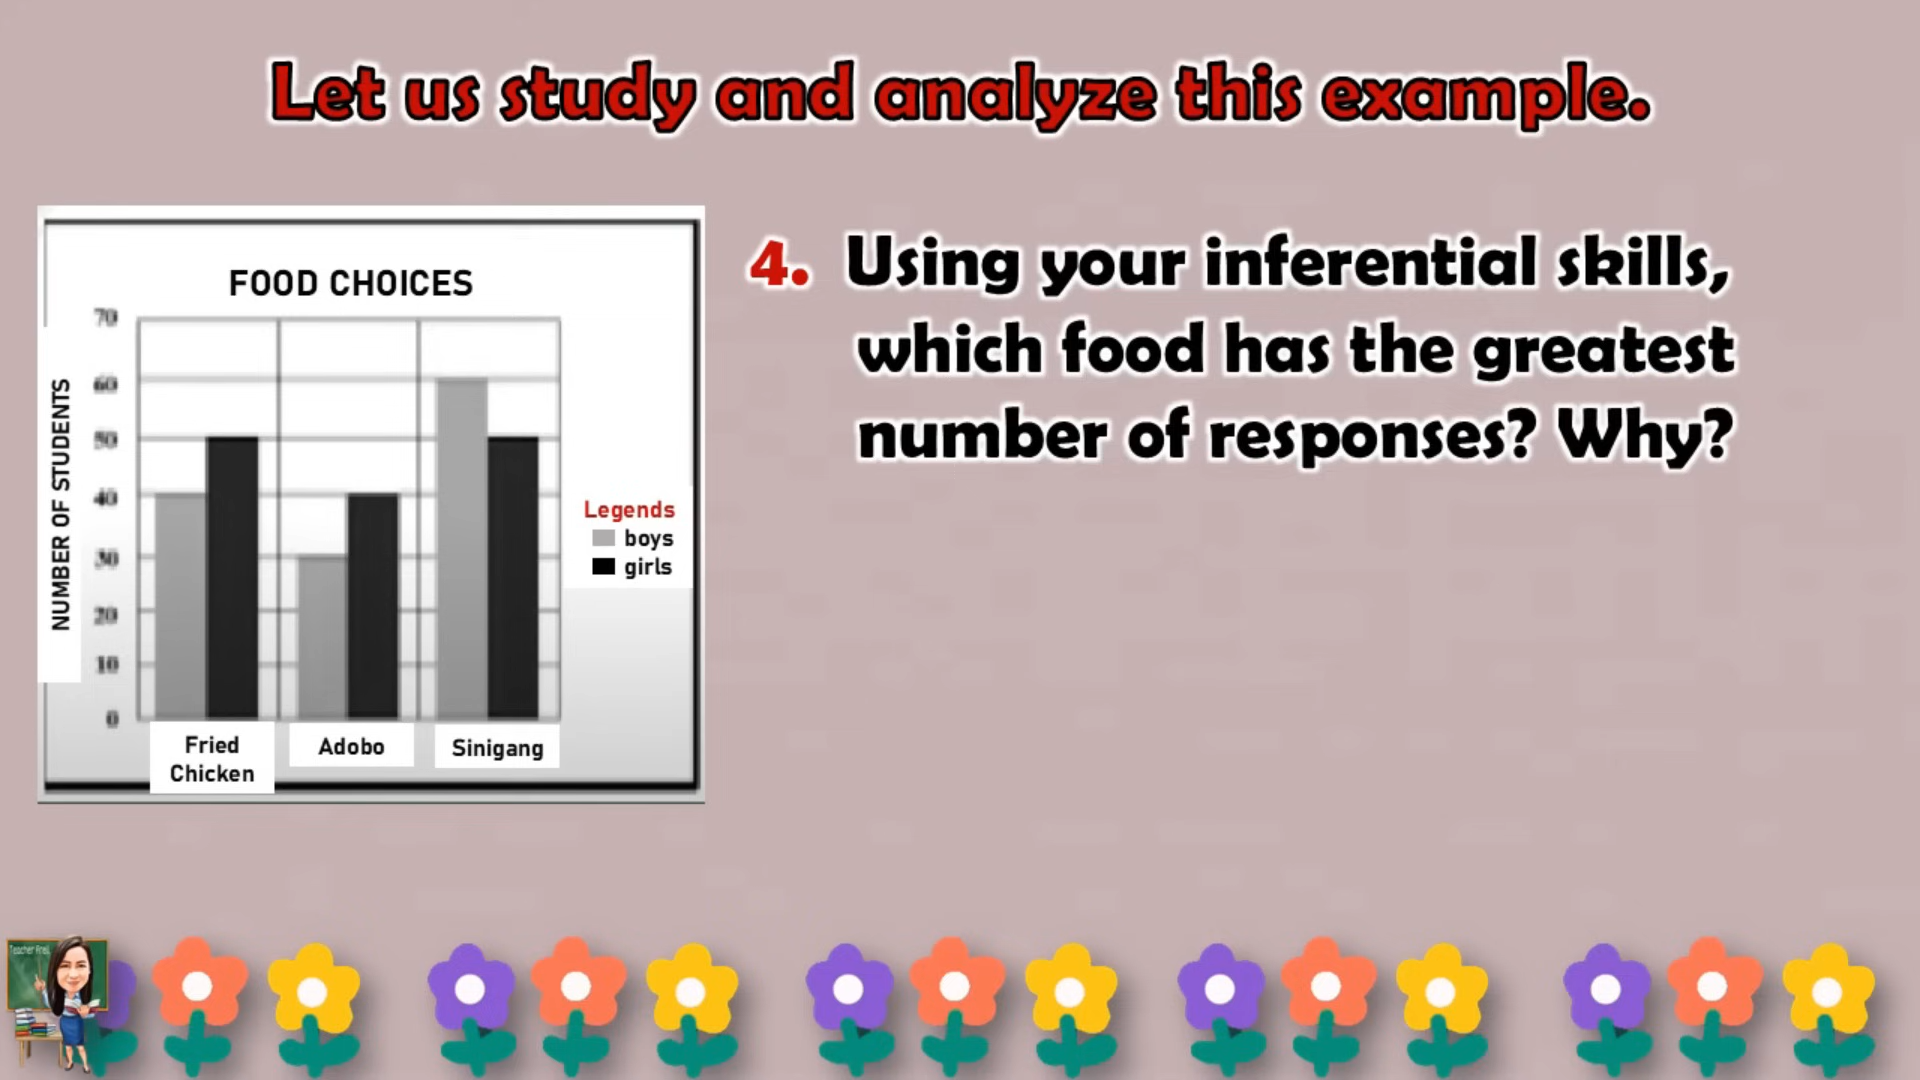 Let us study and analyze this example.
FOOD CHOICES
NUMBER OF STUDENTS
70
60
50
40
30
20
10
0
Fried
Chicken
Adobo
Sinigang
Legends
boys
girls
4. Using your inferential skills,
which food has the greatest
number of responses? Why?